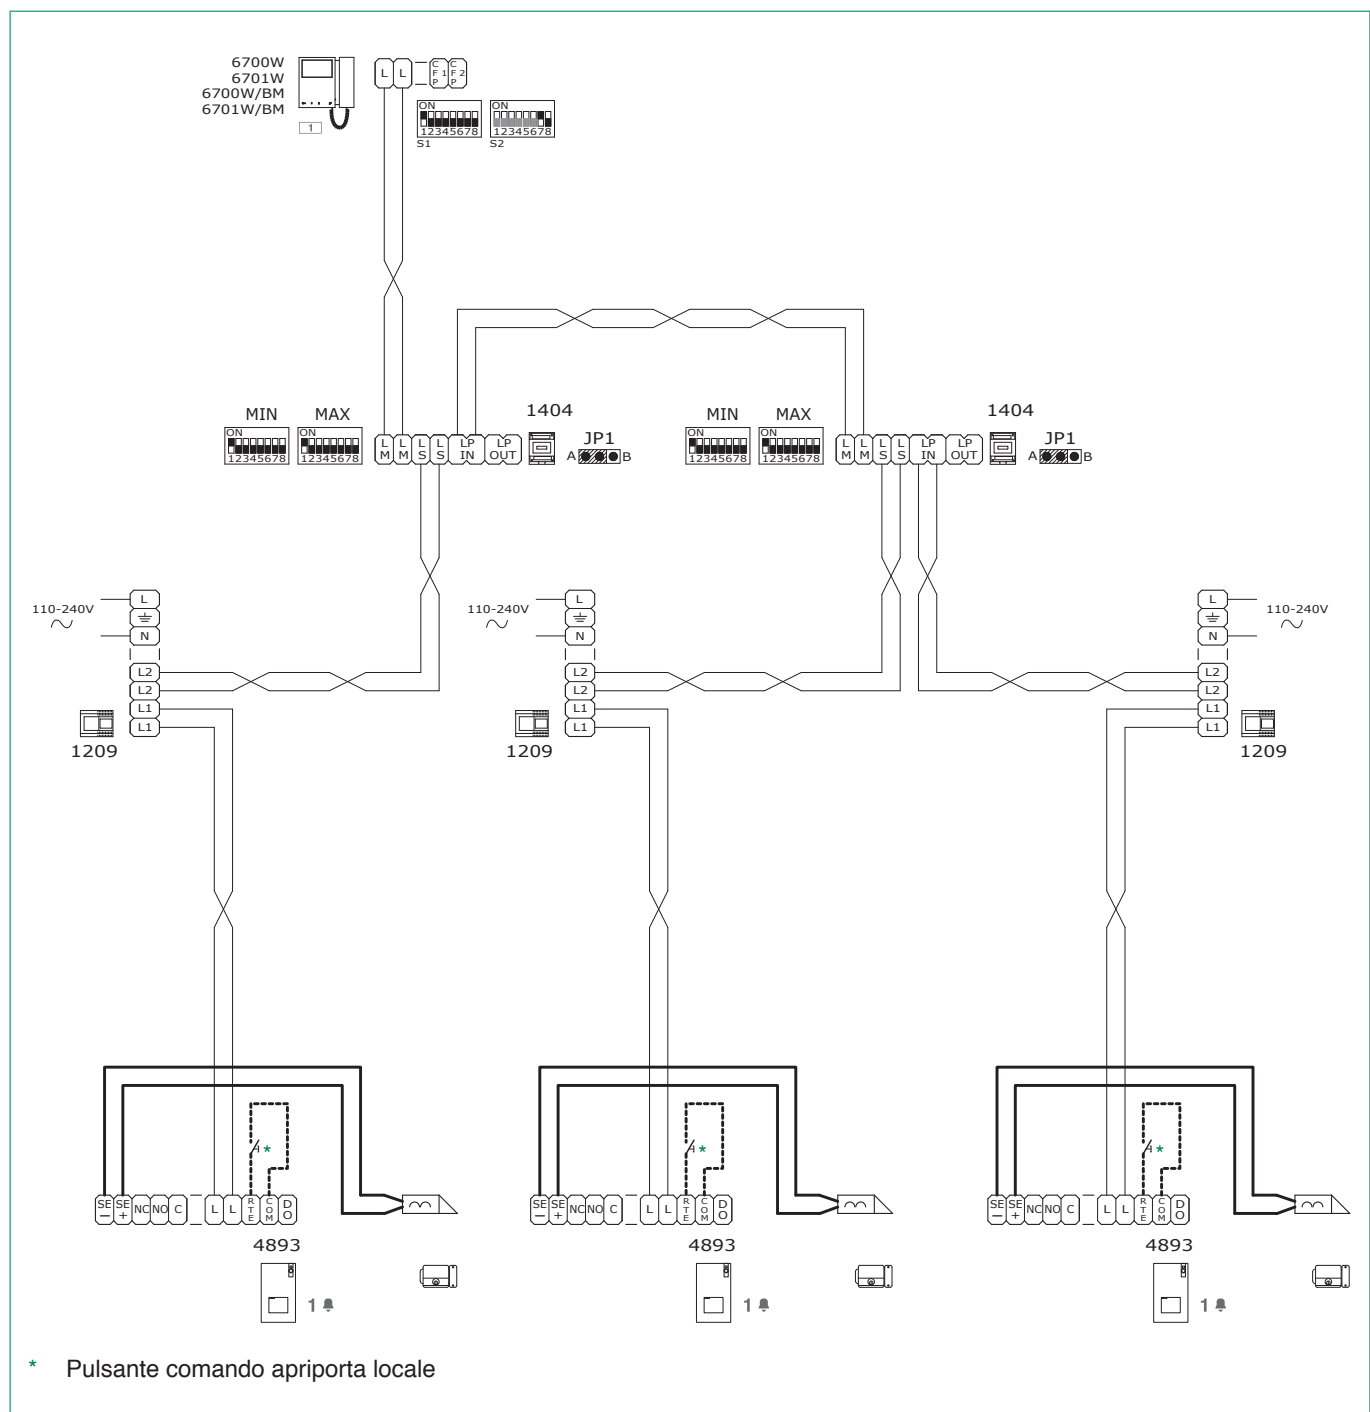 6700W
6701W
6700W/BM
6701W/BM
1
L L CFP1 CFP2
ON
12345678
S1
ON
12345678
S2
MIN MAX
ON
12345678
ON
12345678
LM LM LS LS LP IN LP OUT
1404
JP1
A B
MIN MAX
ON
12345678
ON
12345678
LM LM LS LS LP IN LP OUT
1404
JP1
A B
110-240V
L
N
L2
L2
L1
L1
1209
110-240V
L
N
L2
L2
L1
L1
1209
110-240V
L
N
L2
L2
L1
L1
1209
*
SE− SE+ NC NO C L L RTE COM DO
4893
1
*
SE− SE+ NC NO C L L RTE COM DO
4893
1
*
SE− SE+ NC NO C L L RTE COM DO
4893
1
* Pulsante comando apriporta locale